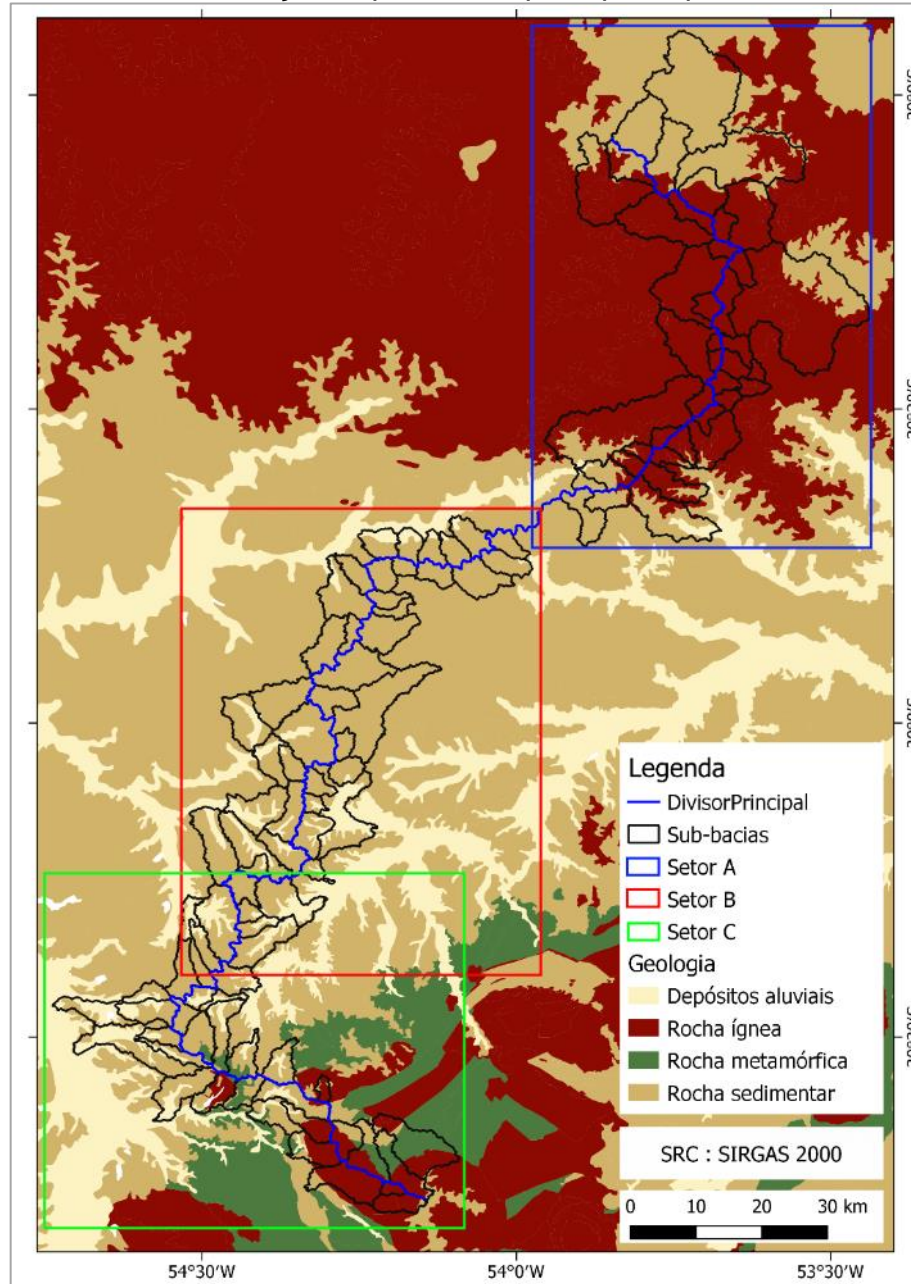 Legenda
DivisorPrincipal
Sub-bacias
Setor A
Setor B
Setor C
Geologia
Depósitos aluviais
Rocha ígnea
Rocha metamórfica
Rocha sedimentar
SRC : SIRGAS 2000
0 10 20 30 km
54°30'W 54°0'W 53°30'W